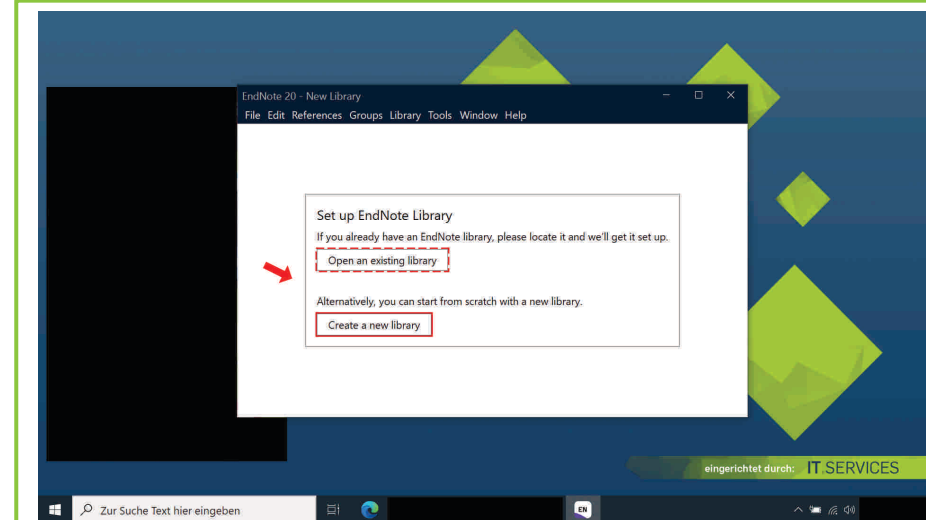 EndNote 20 - New Library
File Edit References Groups Library Tools Window Help
Set up EndNote Library
If you already have an EndNote library, please locate it and we'll get it set up.
Open an existing library
Alternatively, you can start from scratch with a new library.
Create a new library
eingerichtet durch: IT.SERVICES
Zur Suche Text hier eingeben
EN